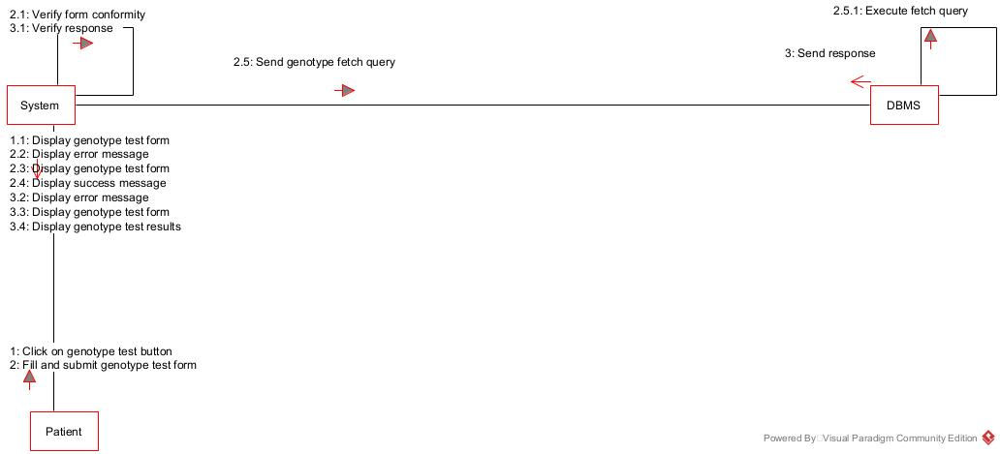 2.1: Verify form conformity
3.1: Verify response
2.5.1: Execute fetch query
3: Send response
2.5: Send genotype fetch query
System
DBMS
1.1: Display genotype test form
2.2: Display error message
2.3: Display genotype test form
2.4: Display success message
3.2: Display error message
3.3: Display genotype test form
3.4: Display genotype test results
1: Click on genotype test button
2: Fill and submit genotype test form
Patient
Powered By Visual Paradigm Community Edition